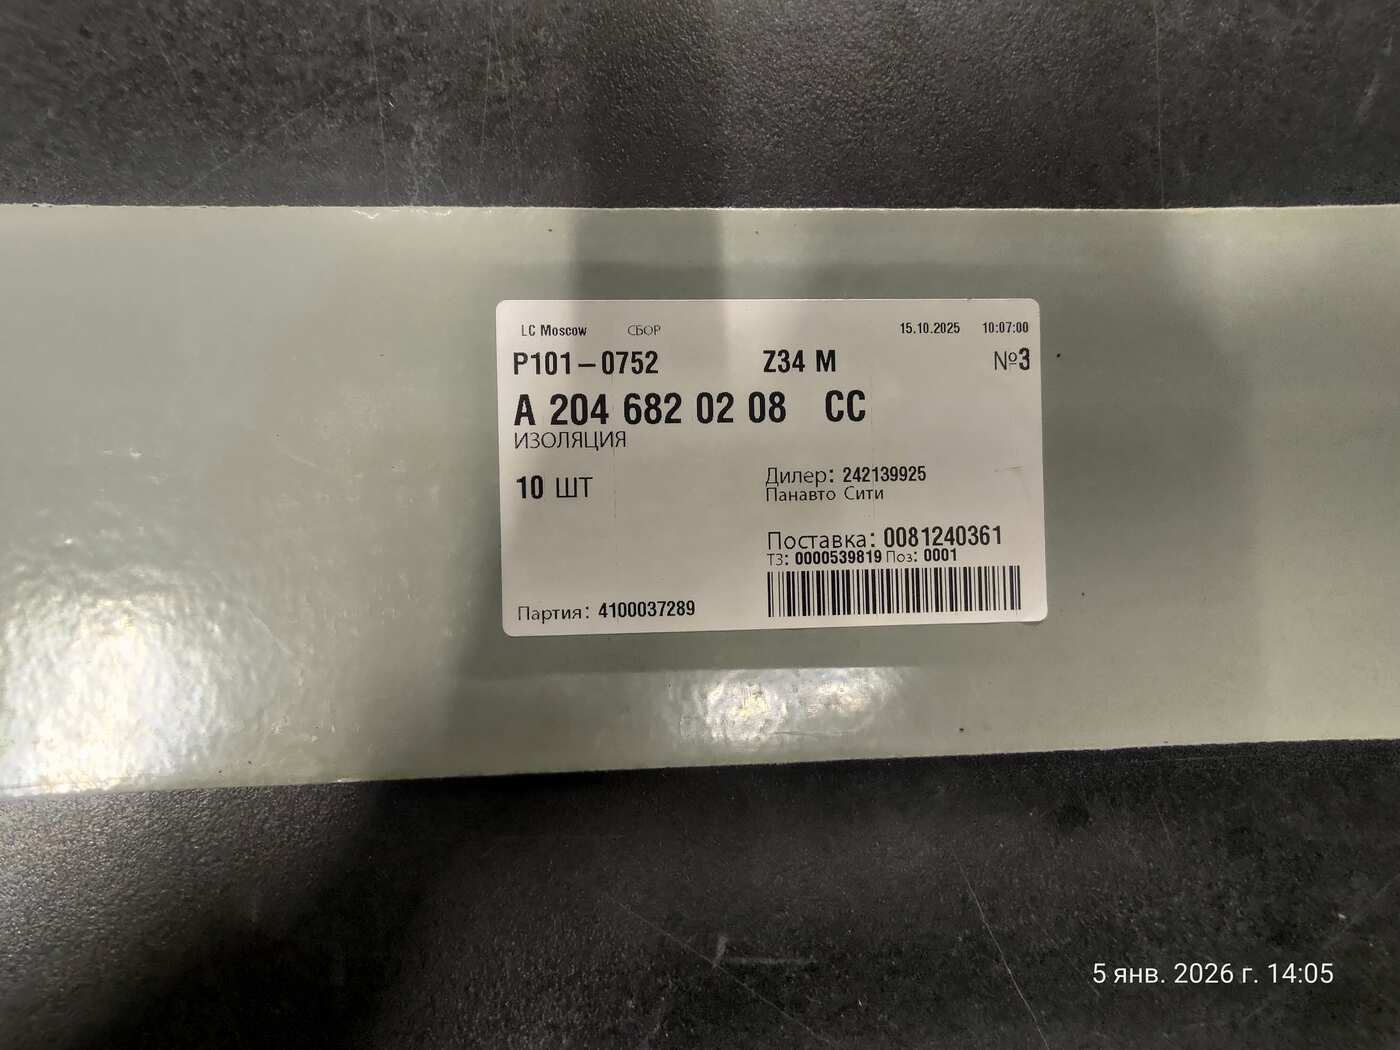 LC Moscow СБОР 15.10.2025 10:07:00
P101-0752 Z34 M №3
A 204 682 02 08 CC
ИЗОЛЯЦИЯ
10 ШТ
Дилер: 242139925
Панавто Сити
Поставка: 0081240361
ТЗ: 0000539819 Поз: 0001
Партия: 4100037289
5 янв. 2026 г. 14:05